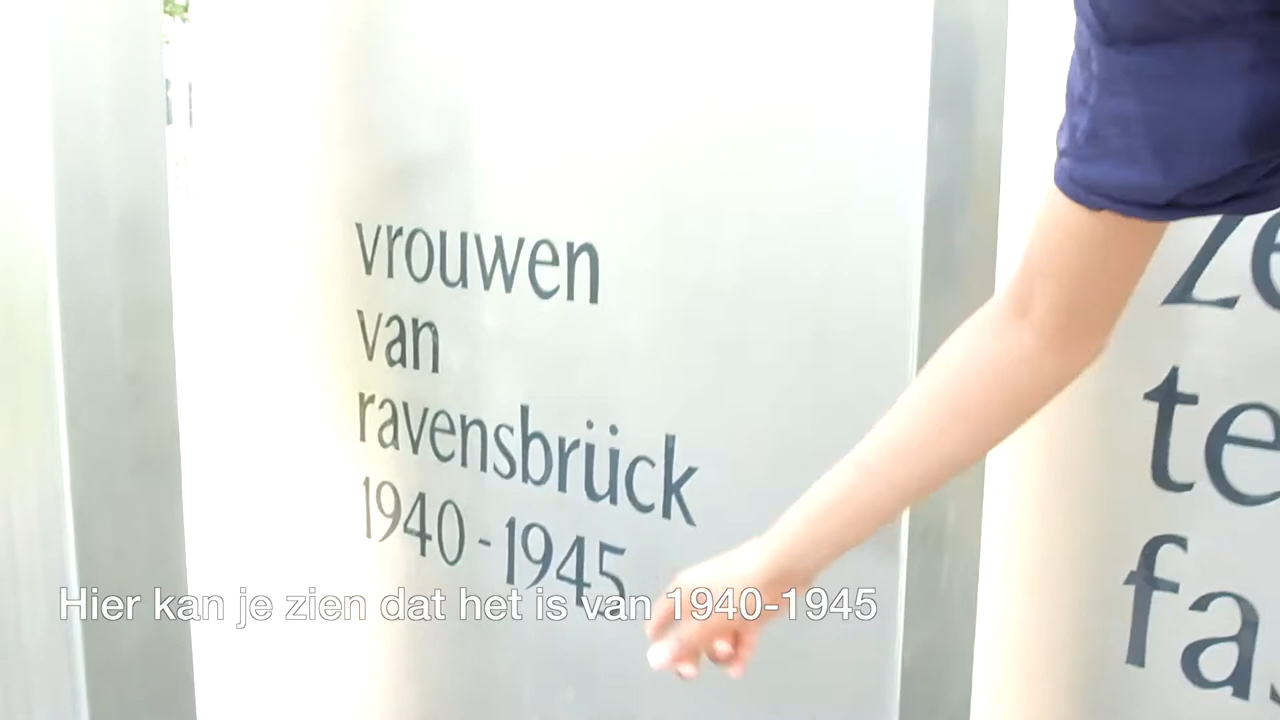 vrouwen
van
ravensbrück
1940 - 1945
Hier kan je zien dat het is van 1940-1945